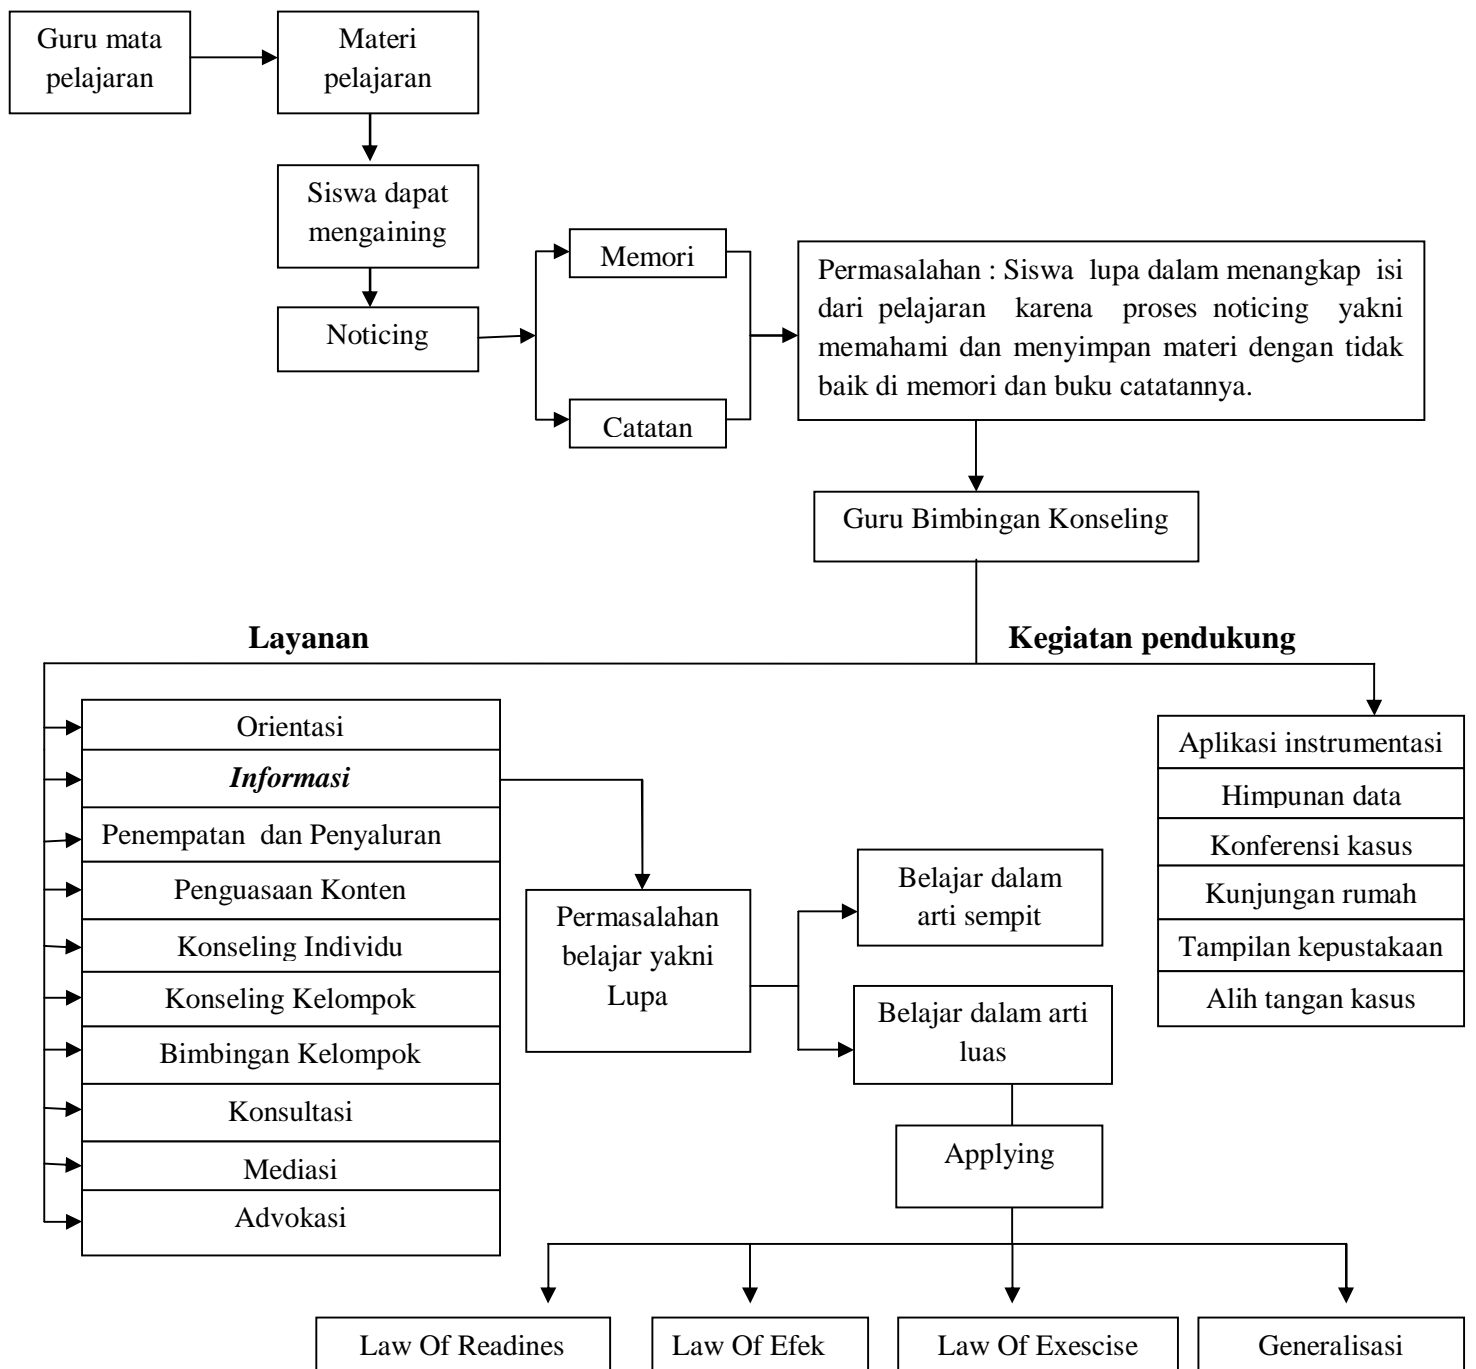 Guru mata
pelajaran
Materi
pelajaran
Siswa dapat
mengaining
Noticing
Memori
Catatan
Permasalahan : Siswa lupa dalam menangkap isi
dari pelajaran karena proses noticing yakni
memahami dan menyimpan materi dengan tidak
baik di memori dan buku catatannya.
Guru Bimbingan Konseling
Layanan
Kegiatan pendukung
Orientasi
Informasi
Penempatan dan Penyaluran
Penguasaan Konten
Konseling Individu
Konseling Kelompok
Bimbingan Kelompok
Konsultasi
Mediasi
Advokasi
Permasalahan
belajar yakni
Lupa
Belajar dalam
arti sempit
Belajar dalam arti
luas
Applying
Aplikasi instrumentasi
Himpunan data
Konferensi kasus
Kunjungan rumah
Tampilan kepustakaan
Alih tangan kasus
Law Of Readines
Law Of Efek
Law Of Exescise
Generalisasi